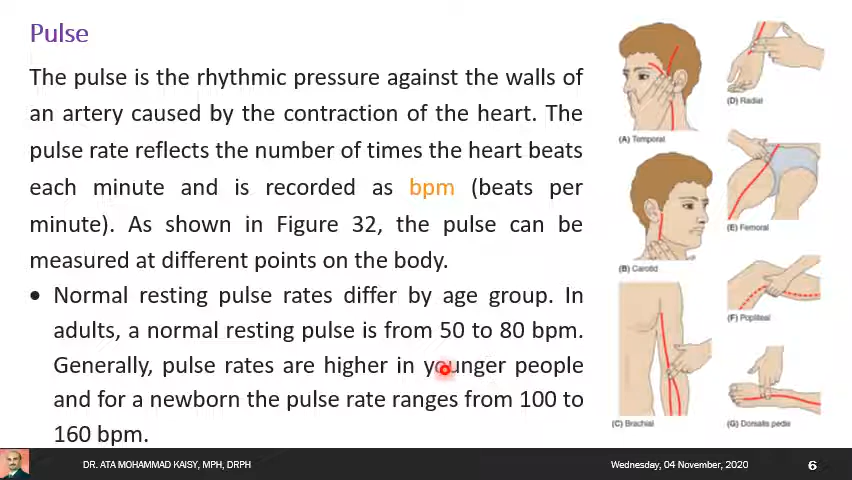 Pulse
The pulse is the rhythmic pressure against the walls of
an artery caused by the contraction of the heart. The
pulse rate reflects the number of times the heart beats
each minute and is recorded as bpm (beats per
minute). As shown in Figure 32, the pulse can be
measured at different points on the body.
• Normal resting pulse rates differ by age group. In
adults, a normal resting pulse is from 50 to 80 bpm.
Generally, pulse rates are higher in younger people
and for a newborn the pulse rate ranges from 100 to
160 bpm.
(A) Temporal
(B) Carotid
(C) Brachial
(D) Radial
(E) Femoral
(F) Popliteal
(G) Dorsalis pedis
DR. ATA MOHAMMAD KAISY, MPH, DRPH
Wednesday, 04 November, 2020
6